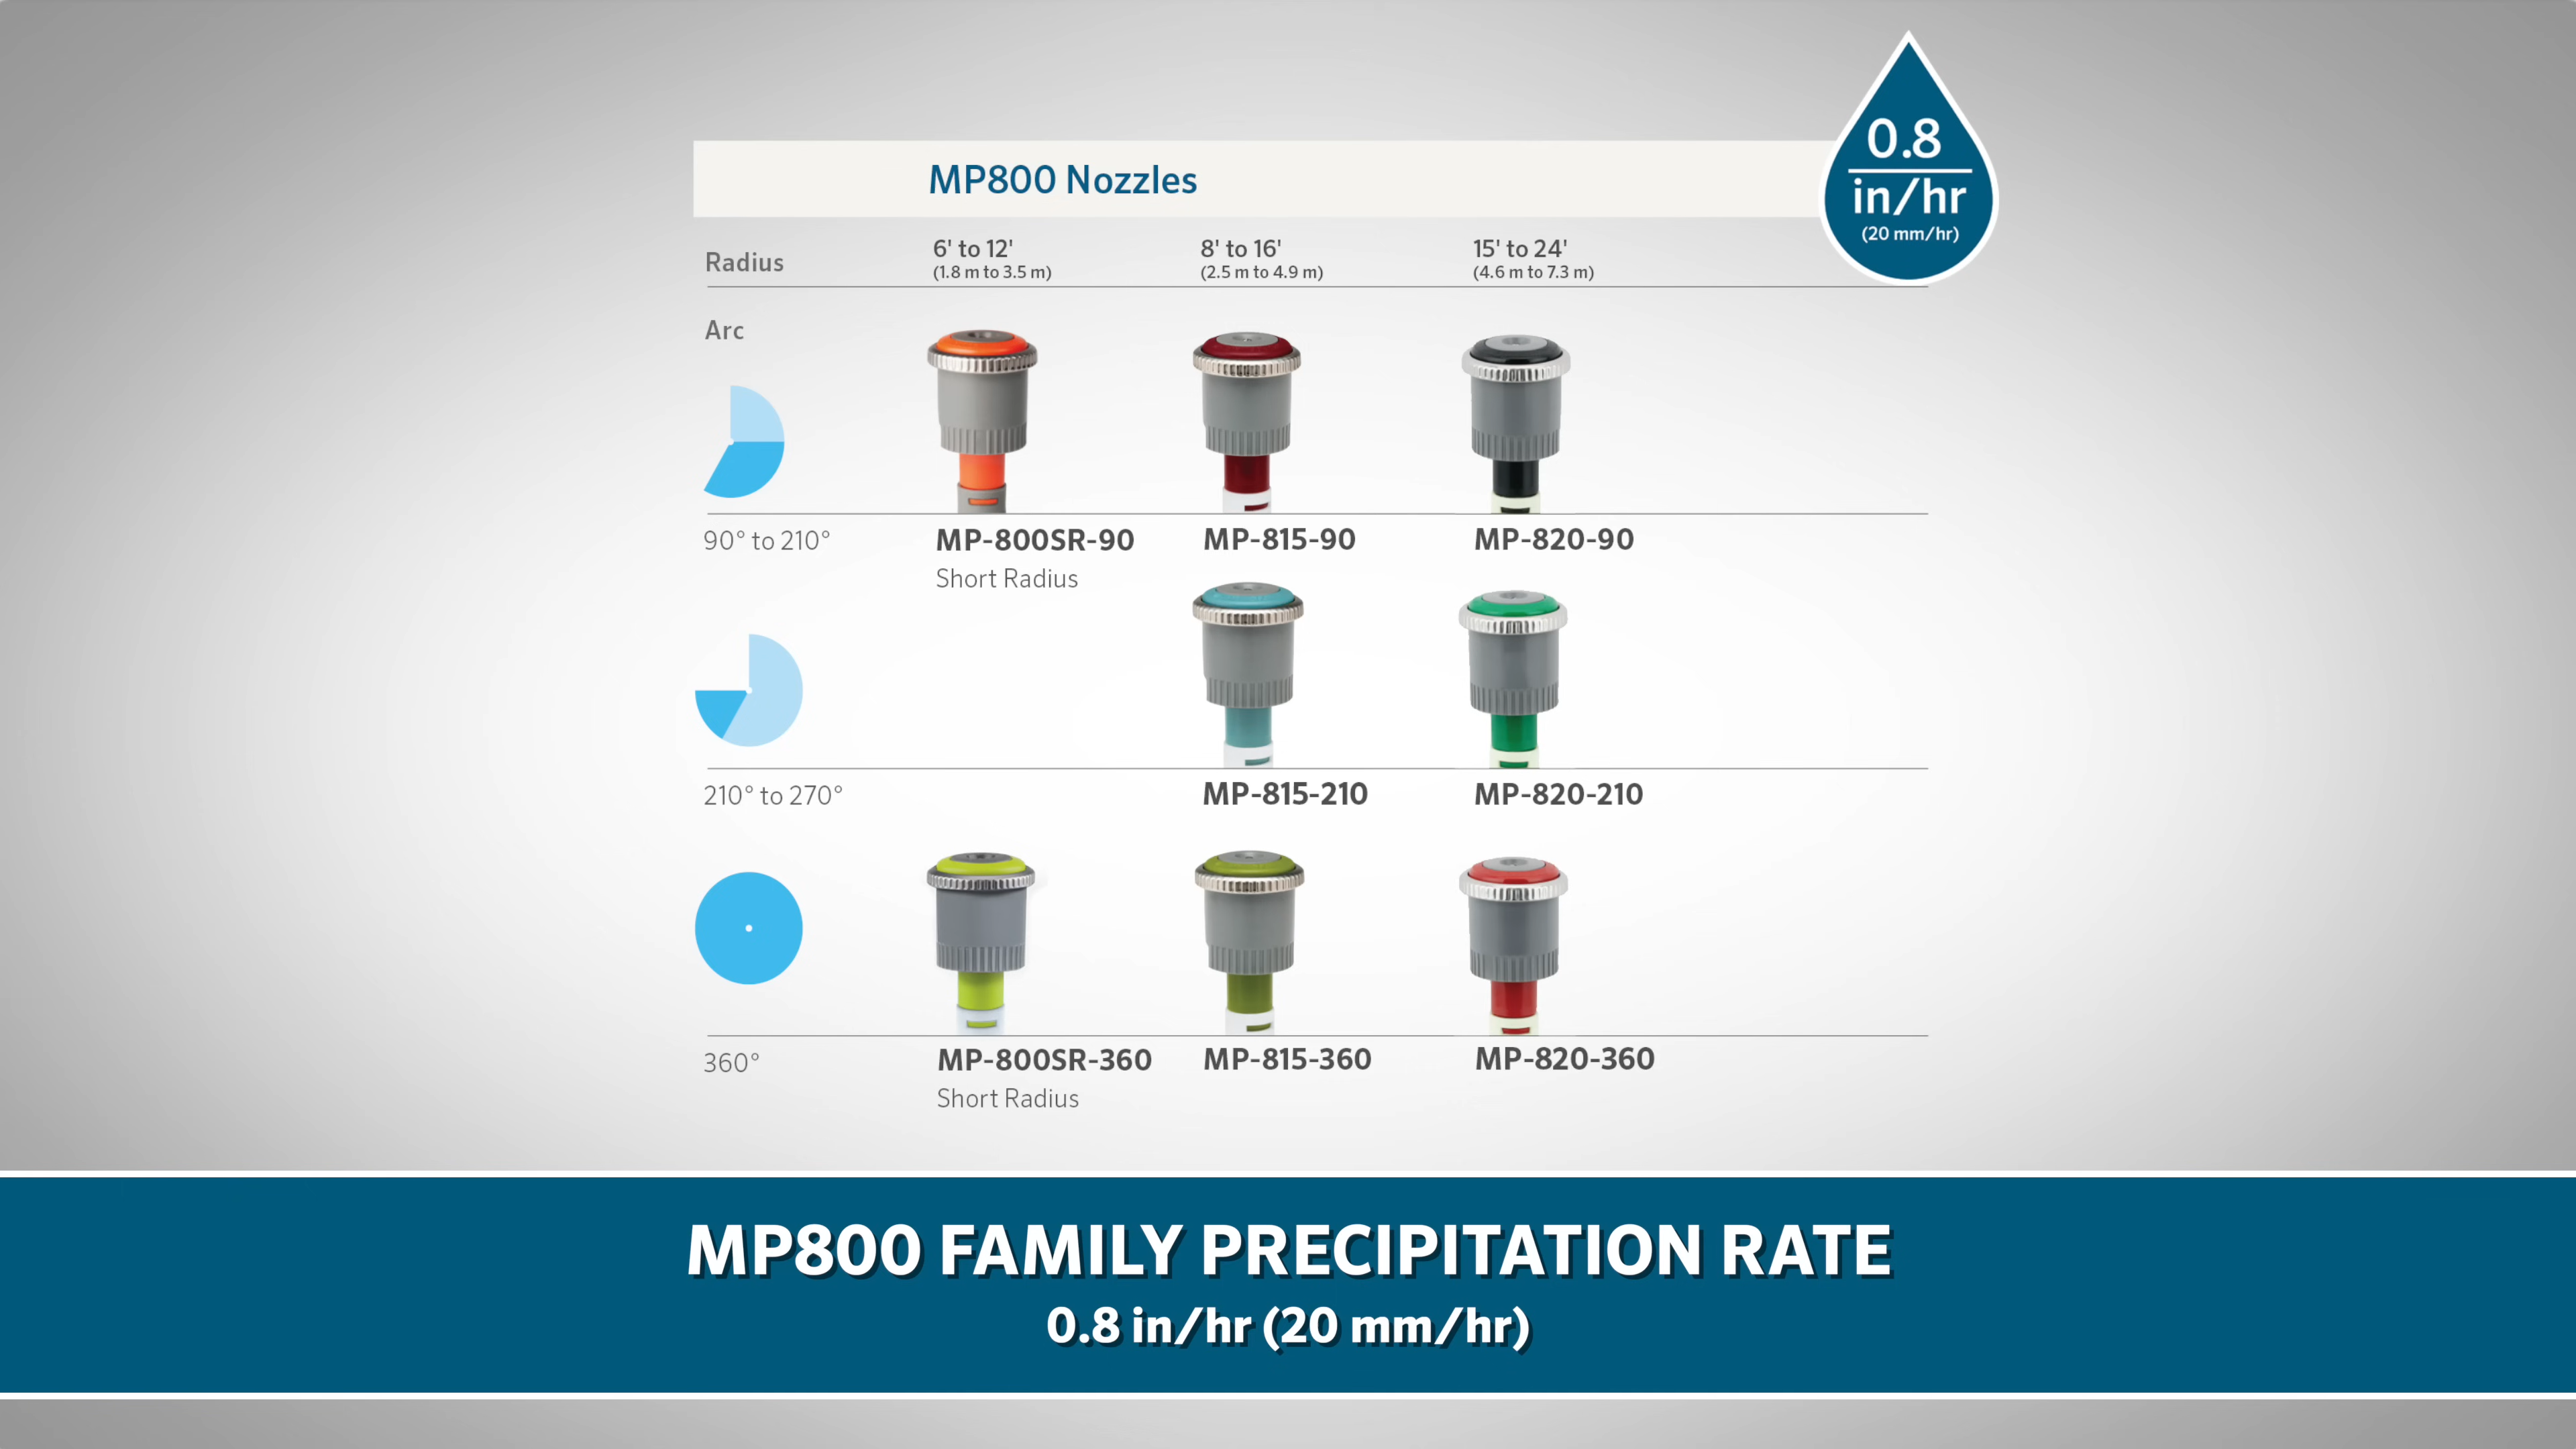 0.8
in/hr
(20 mm/hr)
MP800 Nozzles
Radius
6' to 12'
(1.8 m to 3.5 m)
8' to 16'
(2.5 m to 4.9 m)
15' to 24'
(4.6 m to 7.3 m)
Arc
90° to 210°
MP-800SR-90
Short Radius
MP-815-90
MP-820-90
210° to 270°
MP-815-210
MP-820-210
360°
MP-800SR-360
Short Radius
MP-815-360
MP-820-360
MP800 FAMILY PRECIPITATION RATE
0.8 in/hr (20 mm/hr)